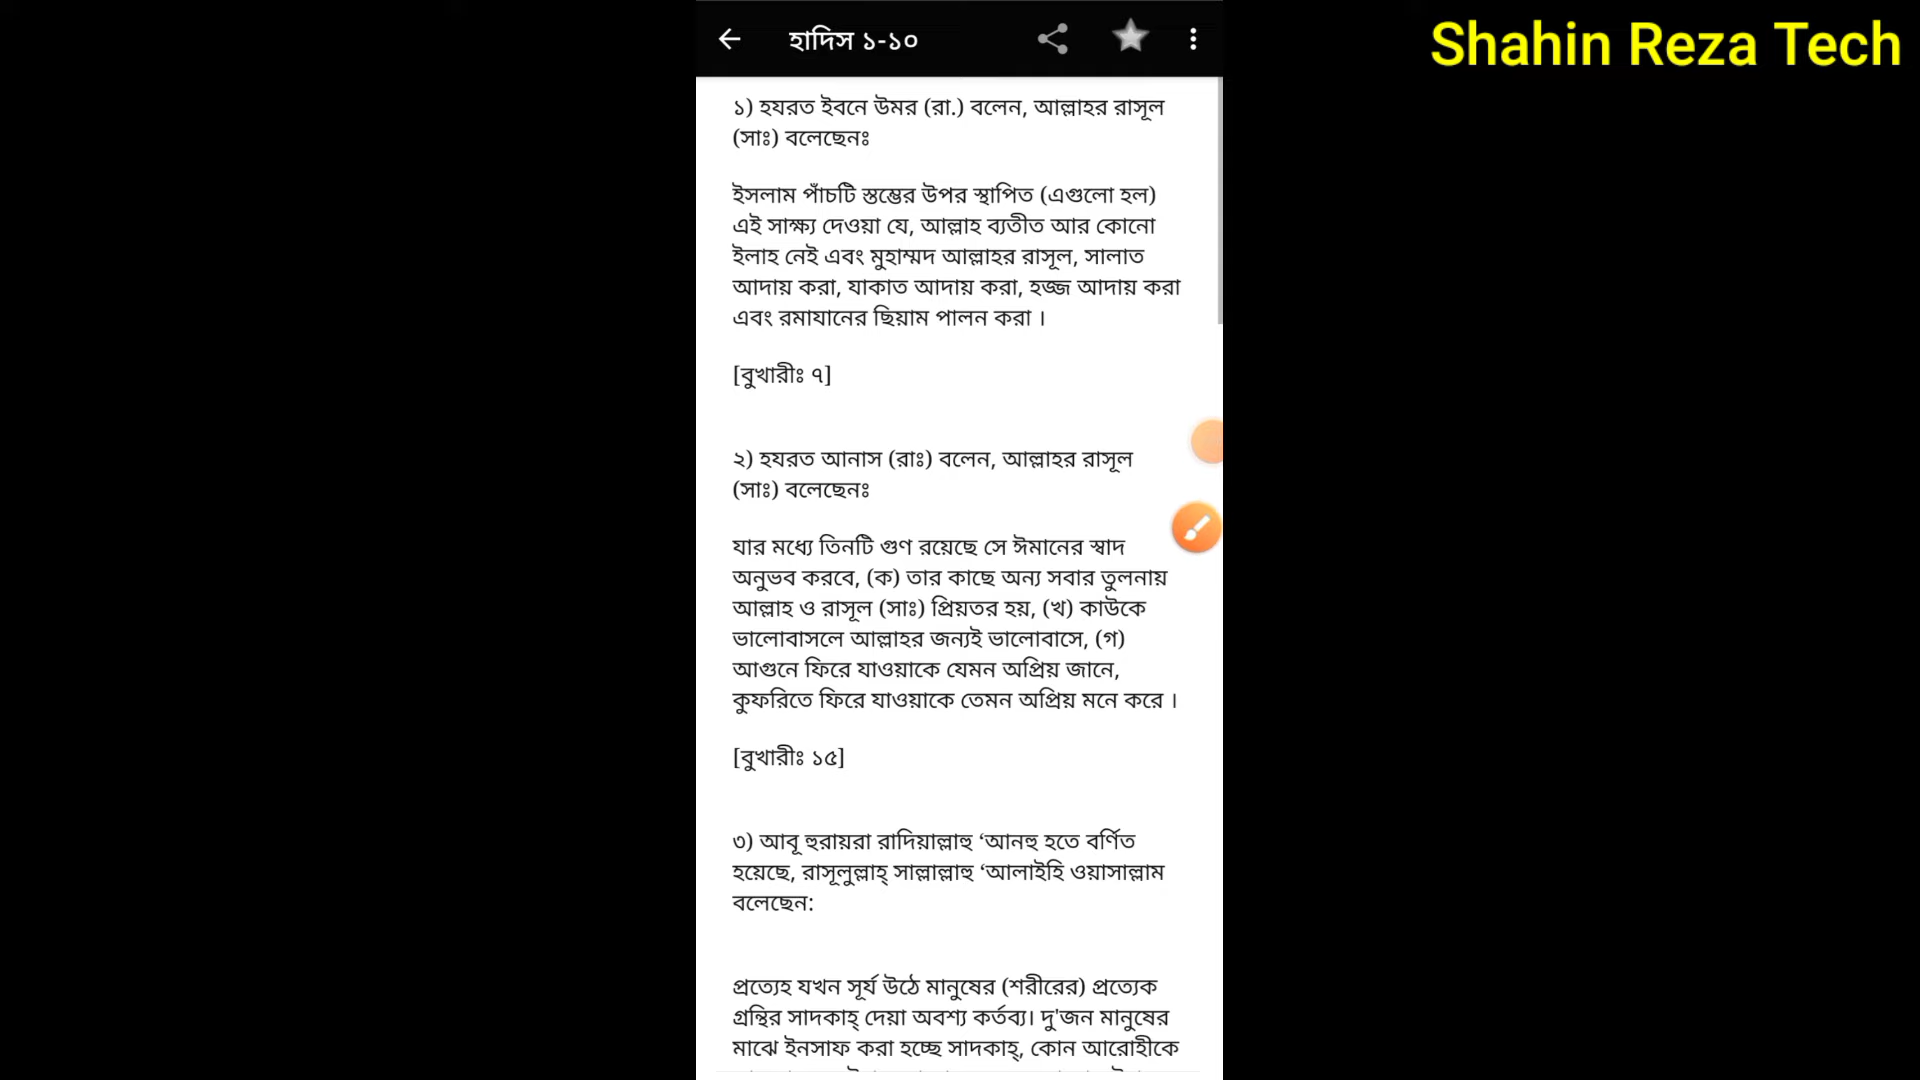 হাদিস ১-১০
Shahin Reza Tech
১) হযরত ইবনে উমর (রা.) বলেন, আল্লাহর রাসূল
(সাঃ) বলেছেনঃ
ইসলাম পাঁচটি স্তম্ভের উপর স্থাপিত (এগুলো হল)
এই সাক্ষ্য দেওয়া যে, আল্লাহ ব্যতীত আর কোনো
ইলাহ নেই এবং মুহাম্মদ আল্লাহর রাসূল, সালাত
আদায় করা, যাকাত আদায় করা, হজ্জ আদায় করা
এবং রমাযানের ছিয়াম পালন করা ।
[বুখারীঃ ৭]
২) হযরত আনাস (রাঃ) বলেন, আল্লাহর রাসূল
(সাঃ) বলেছেনঃ
যার মধ্যে তিনটি গুণ রয়েছে সে ঈমানের স্বাদ
অনুভব করবে, (ক) তার কাছে অন্য সবার তুলনায়
আল্লাহ ও রাসূল (সাঃ) প্রিয়তর হয়, (খ) কাউকে
ভালোবাসলে আল্লাহর জন্যই ভালোবাসে, (গ)
আগুনে ফিরে যাওয়াকে যেমন অপ্রিয় জানে,
কুফরিতে ফিরে যাওয়াকে তেমন অপ্রিয় মনে করে ।
[বুখারীঃ ১৫]
৩) আবূ হুরায়রা রাদিয়াল্লাহু ‘আনহু হতে বর্ণিত
হয়েছে, রাসূলুল্লাহ্ সাল্লাল্লাহু ‘আলাইহি ওয়াসাল্লাম
বলেছেন:
প্রত্যেহ যখন সূর্য উঠে মানুষের (শরীরের) প্রত্যেক
গ্রন্থির সাদকাহ্ দেয়া অবশ্য কর্তব্য। দু'জন মানুষের
মাঝে ইনসাফ করা হচ্ছে সাদকাহ্, কোন আরোহীকে